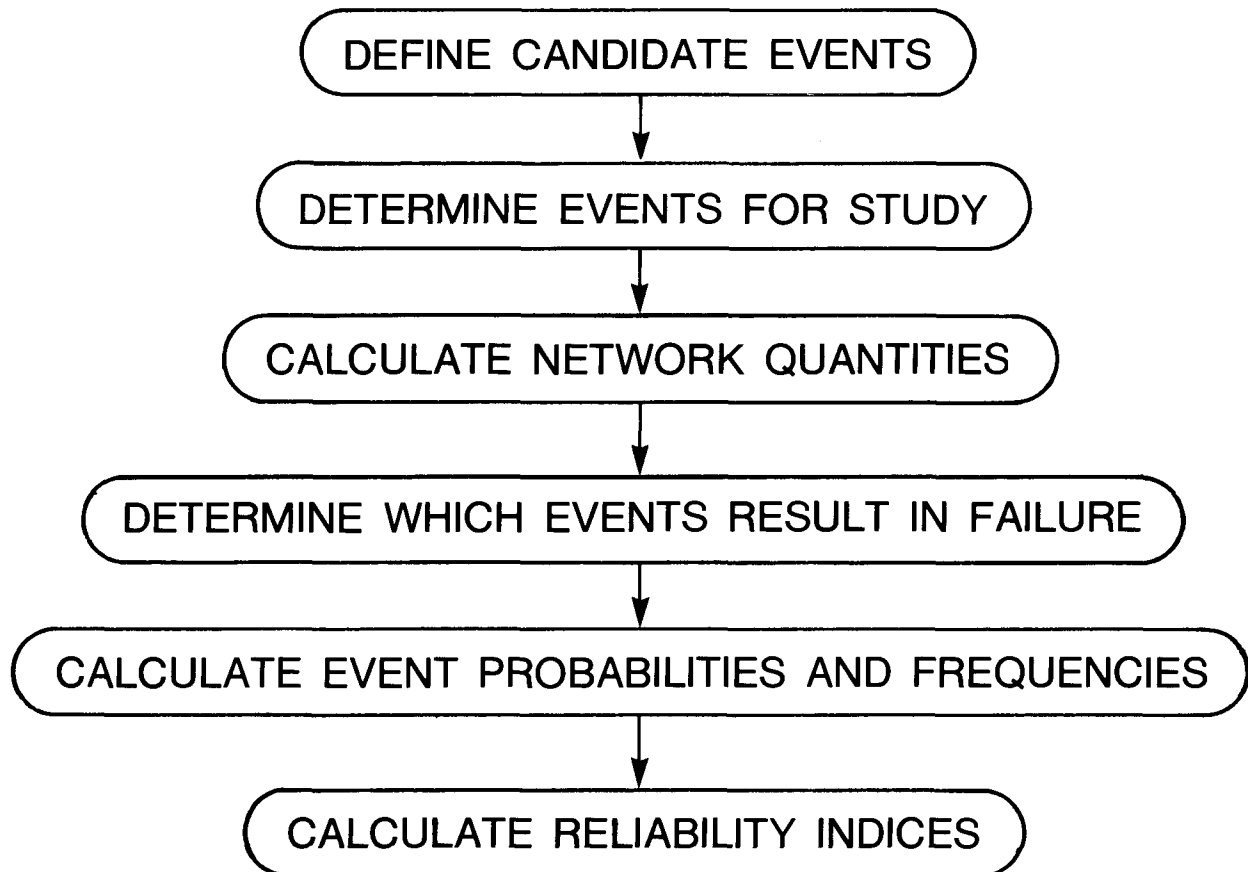 DEFINE CANDIDATE EVENTS
DETERMINE EVENTS FOR STUDY
CALCULATE NETWORK QUANTITIES
DETERMINE WHICH EVENTS RESULT IN FAILURE
CALCULATE EVENT PROBABILITIES AND FREQUENCIES
CALCULATE RELIABILITY INDICES